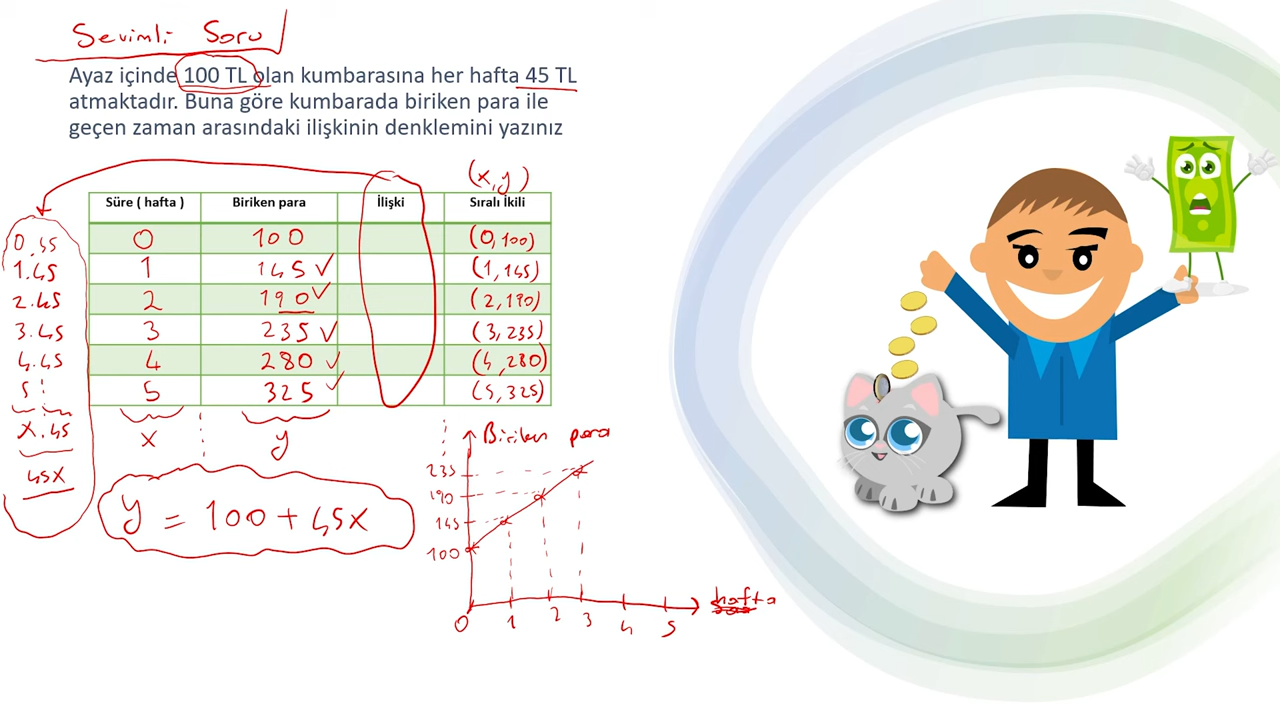 Sevimli Soru
Ayaz içinde 100 TL olan kumbarasına her hafta 45 TL
atmaktadır. Buna göre kumbarada biriken para ile
geçen zaman arasındaki ilişkinin denklemini yazınız
(x,y)
Süre ( hafta ) Biriken para İlişki Sıralı İkili
0.45 0 100 (0,100)
1.45 1 145 ✓ (1,145)
2.45 2 190 ✓ (2,190)
3.45 3 235 ✓ (3,235)
4.45 4 280 ✓ (4,280)
5 5 325 ✓ (5,325)
x.45 x y
45x
y = 100 + 45x
Biriken para
235
190
145
100
0 1 2 3 4 5
hafta